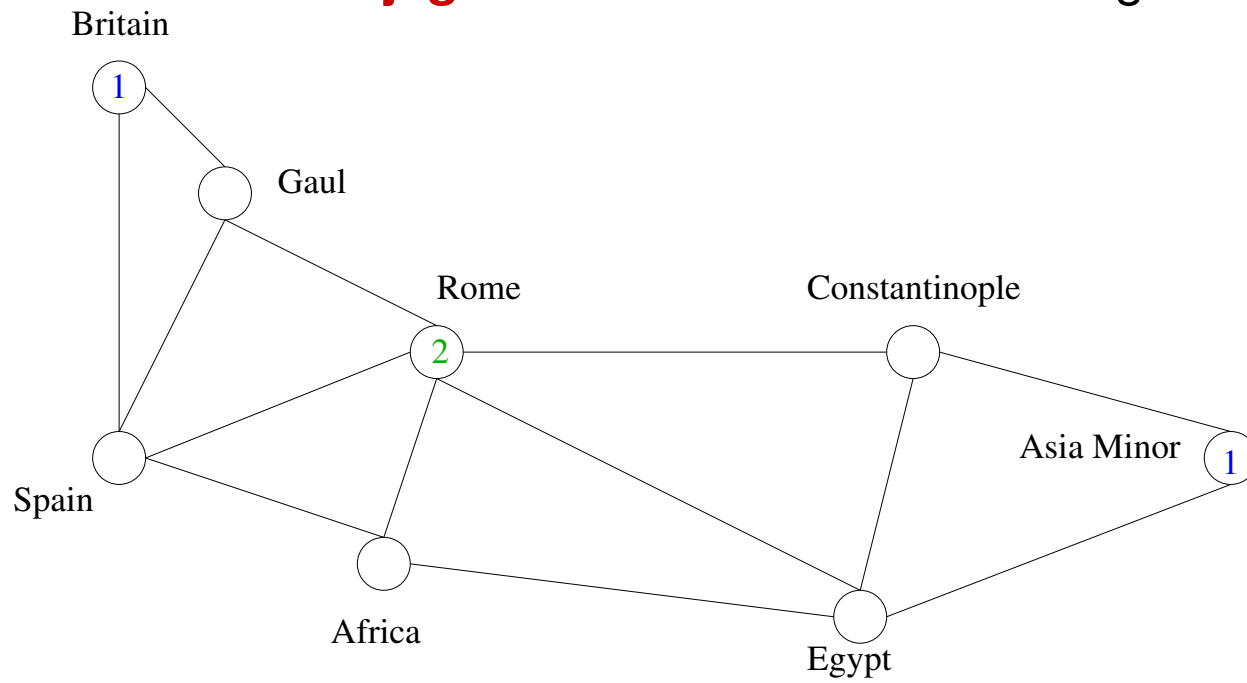 Britain
1
Gaul
Rome
Constantinople
2
Asia Minor
1
Spain
Africa
Egypt